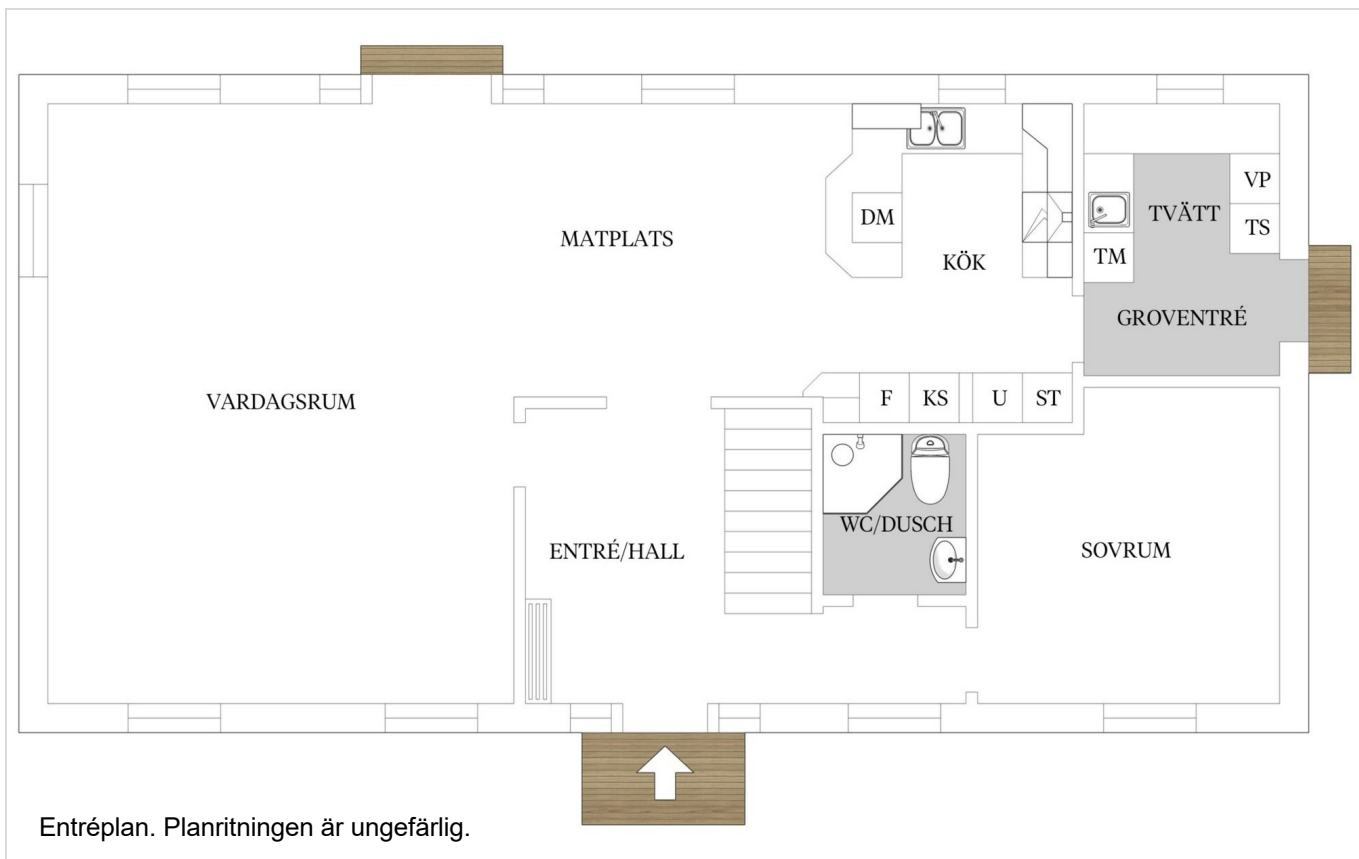 VP
DM
TVÄTT
TS
MATPLATS
TM
KÖK
GROVENTRÉ
VARDAGSRUM
F
KS
U
ST
WC/DUSCH
ENTRÉ/HALL
SOVRUM
Entréplan. Planritningen är ungefärlig.